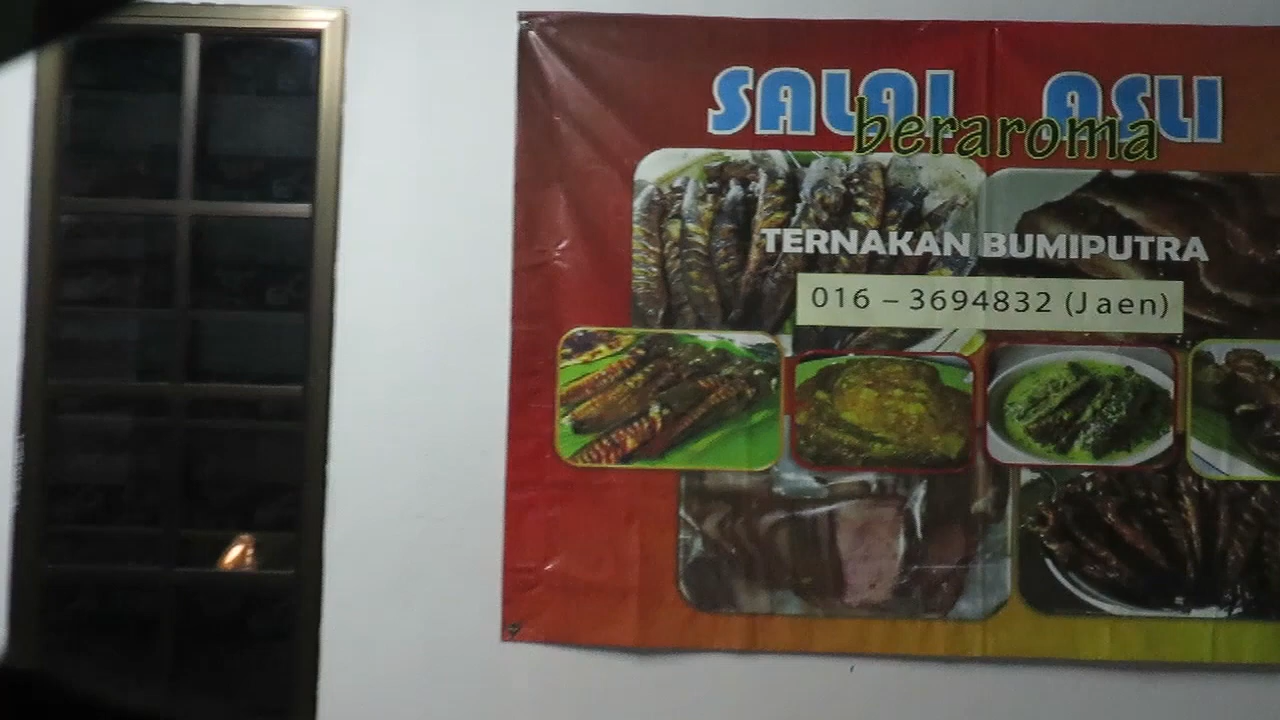 SALAI ASLI
beraroma
TERNAKAN BUMIPUTRA
016 – 3694832 (Jaen)